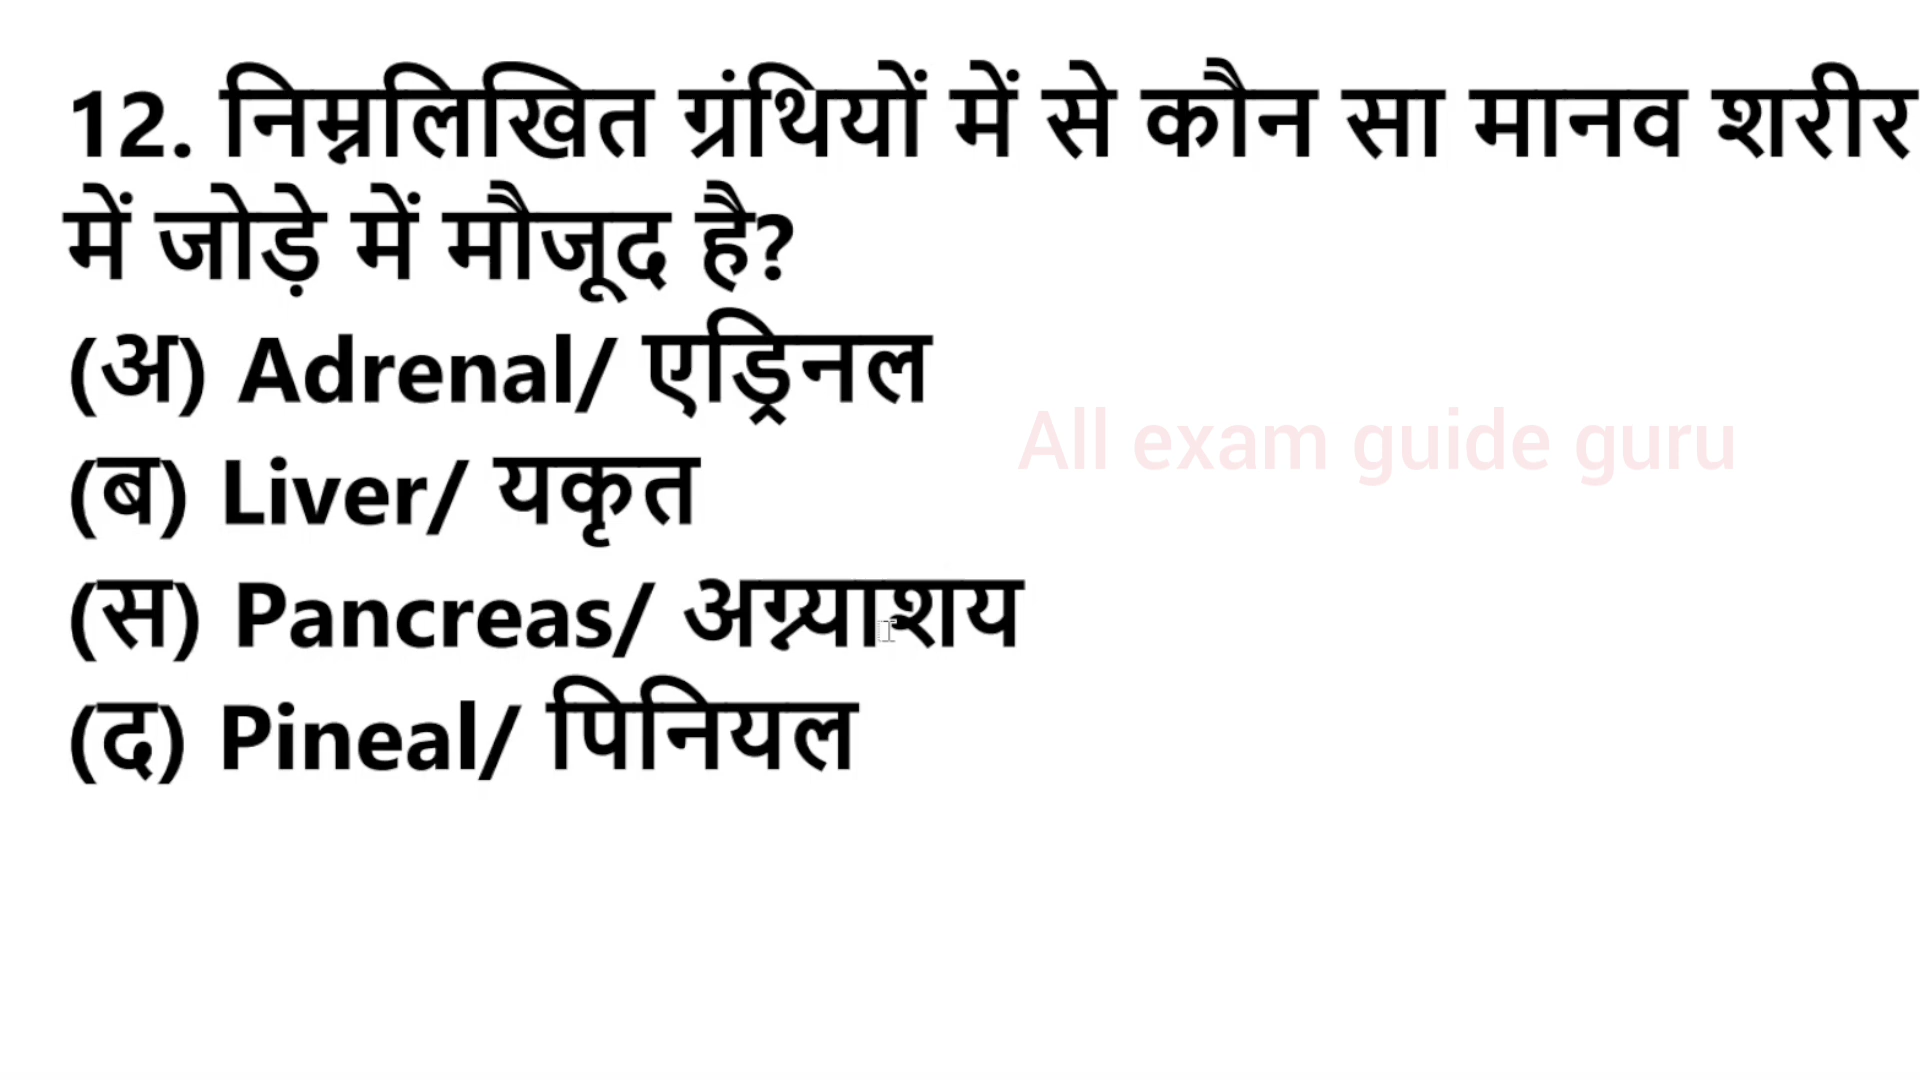 12. निम्नलिखित ग्रंथियों में से कौन सा मानव शरीर
में जोड़े में मौजूद है?
(अ) Adrenal/ एड्रिनल
All exam guide guru
(ब) Liver/ यकृत
(स) Pancreas/ अग्न्याशय
(द) Pineal/ पिनियल